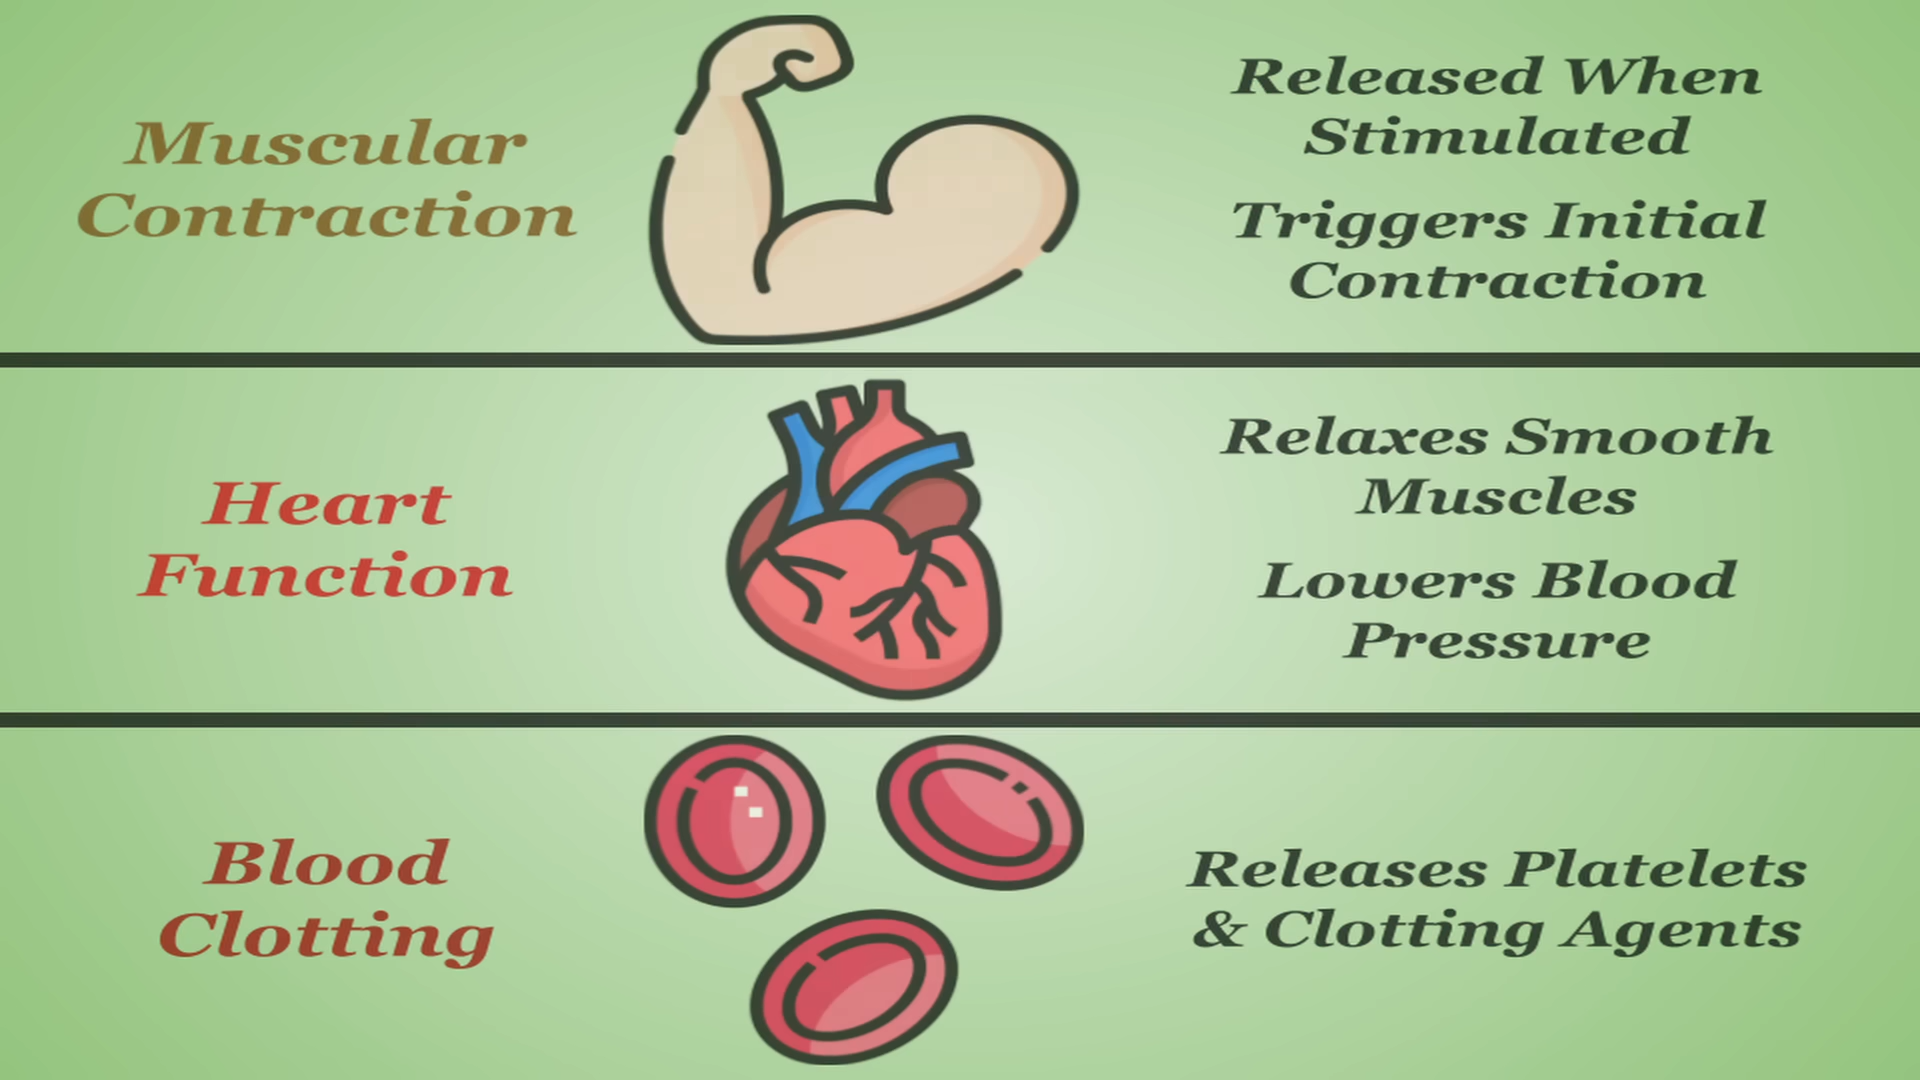 Muscular
Contraction
Released When
Stimulated
Triggers Initial
Contraction
Heart
Function
Relaxes Smooth
Muscles
Lowers Blood
Pressure
Blood
Clotting
Releases Platelets
& Clotting Agents